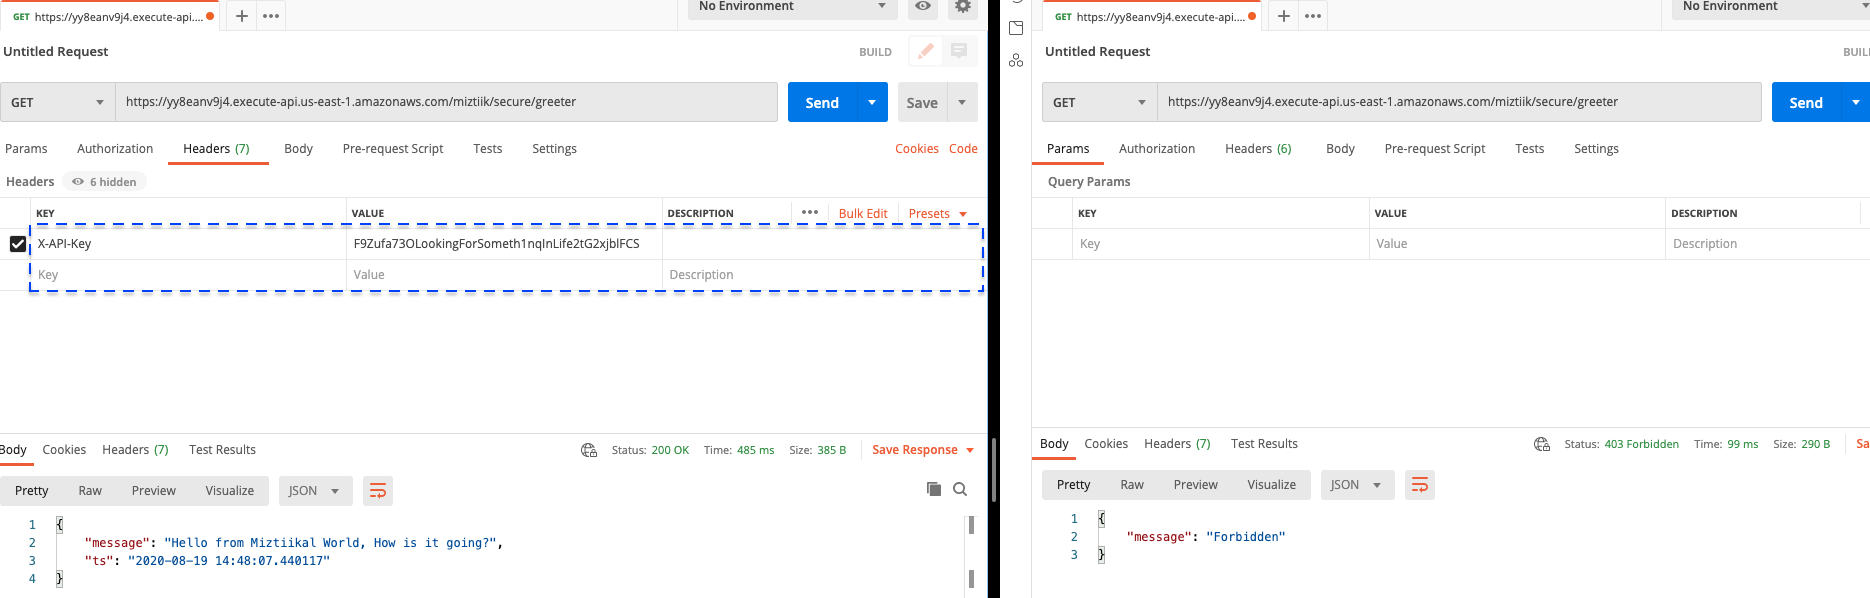 GET https://yy8eanv9j4.execute-api.... + •••
No Environment
Untitled Request
BUILD
GET https://yy8eanv9j4.execute-api.us-east-1.amazonaws.com/miztiik/secure/greeter Send Save
Params Authorization Headers (7) Body Pre-request Script Tests Settings Cookies Code
Headers 6 hidden
KEY VALUE DESCRIPTION ••• Bulk Edit Presets
X-API-Key F9Zufa73OLookingForSometh1nqInLife2tG2xjblFCS
Key Value Description
Body Cookies Headers (7) Test Results Status: 200 OK Time: 485 ms Size: 385 B Save Response
Pretty Raw Preview Visualize JSON
1 {
2 "message": "Hello from Miztiikal World, How is it going?",
3 "ts": "2020-08-19 14:48:07.440117"
4 }
GET https://yy8eanv9j4.execute-api.... + •••
No Environment
Untitled Request
BUIL
GET https://yy8eanv9j4.execute-api.us-east-1.amazonaws.com/miztiik/secure/greeter Send
Params Authorization Headers (6) Body Pre-request Script Tests Settings
Query Params
KEY VALUE DESCRIPTION
Key Value Description
Body Cookies Headers (7) Test Results Status: 403 Forbidden Time: 99 ms Size: 290 B Sa
Pretty Raw Preview Visualize JSON
1 {
2 "message": "Forbidden"
3 }